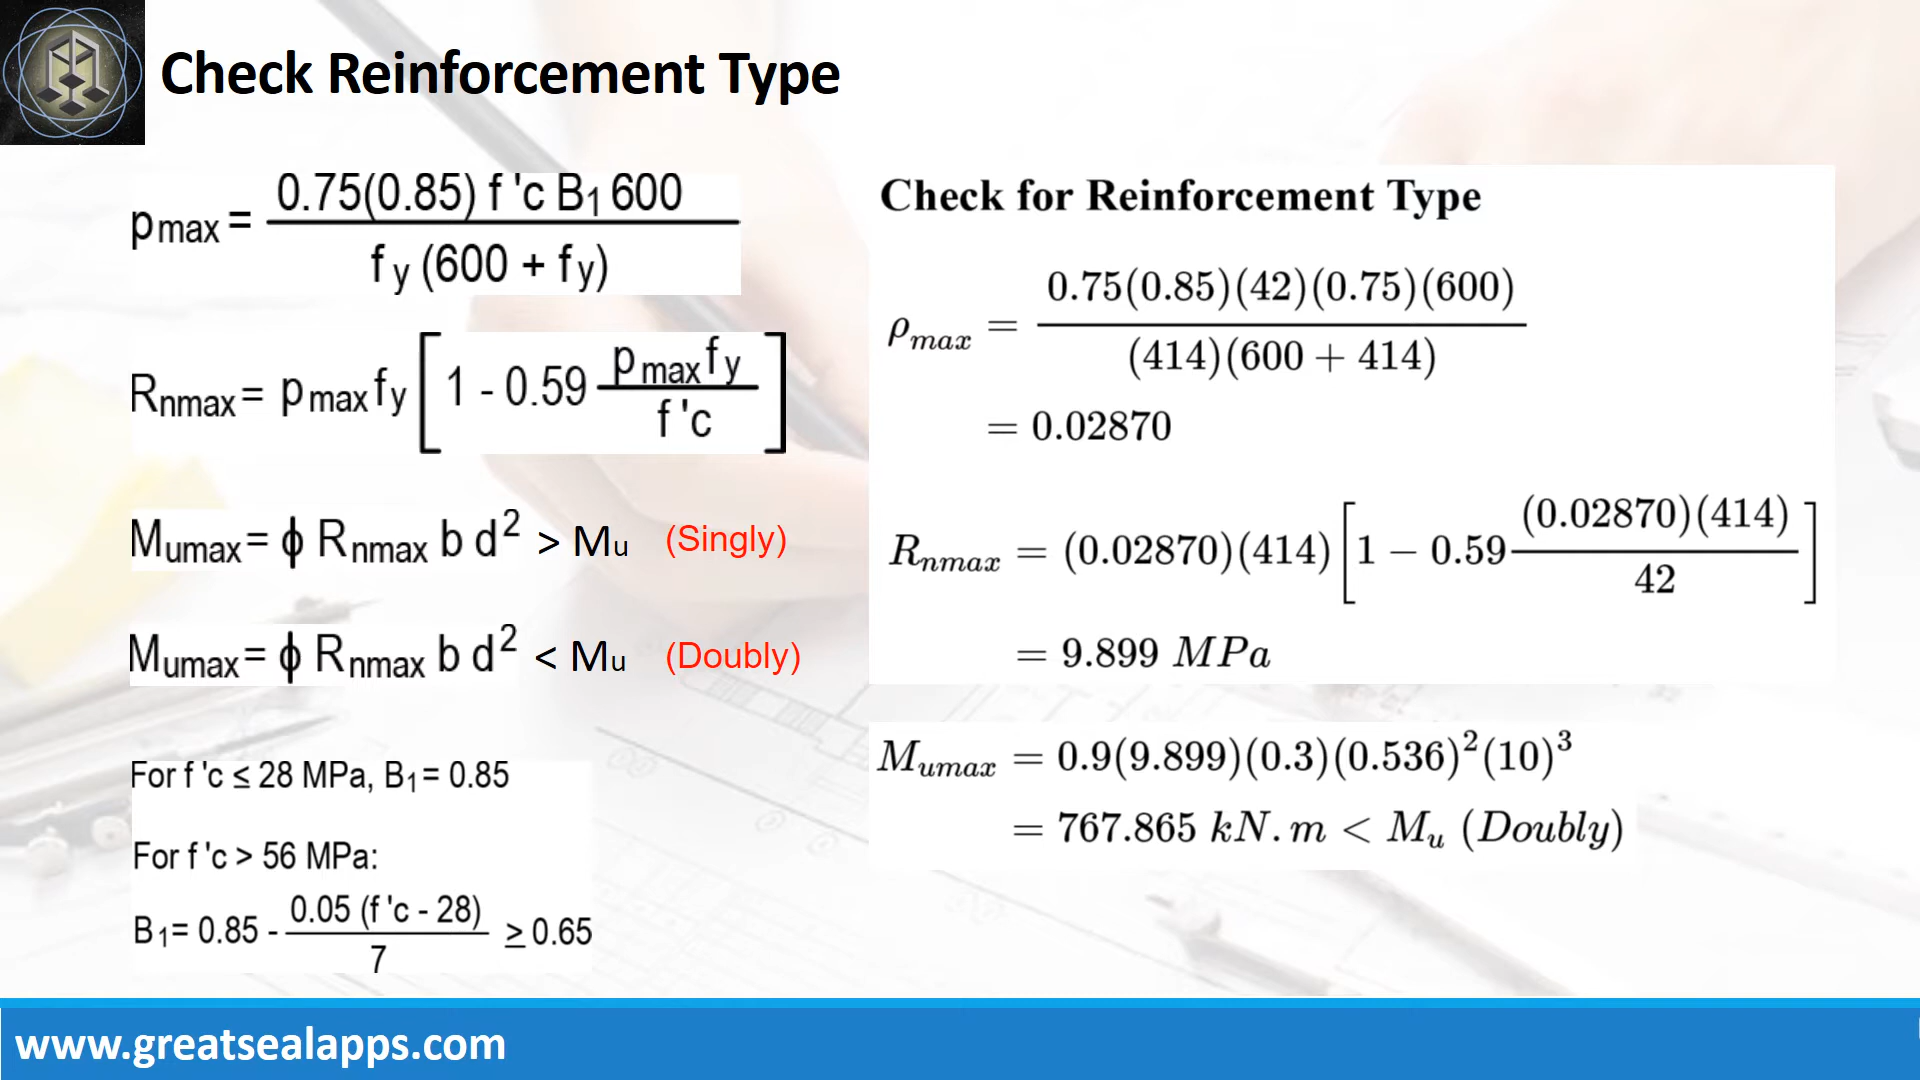 Check Reinforcement Type
pmax = 0.75(0.85) f 'c B1 600 / fy (600 + fy)
Rnmax = pmax fy [ 1 - 0.59 pmax fy / f 'c ]
Mumax = ϕ Rnmax b d² > Mu (Singly)
Mumax = ϕ Rnmax b d² < Mu (Doubly)
For f 'c ≤ 28 MPa, B1 = 0.85
For f 'c > 56 MPa:
B1 = 0.85 - 0.05 (f 'c - 28) / 7 ≥ 0.65
Check for Reinforcement Type
ρmax = 0.75(0.85)(42)(0.75)(600) / (414)(600 + 414)
= 0.02870
Rnmax = (0.02870)(414) [ 1 − 0.59 (0.02870)(414) / 42 ]
= 9.899 MPa
Mumax = 0.9(9.899)(0.3)(0.536)²(10)³
= 767.865 kN.m < Mu (Doubly)
www.greatsealapps.com